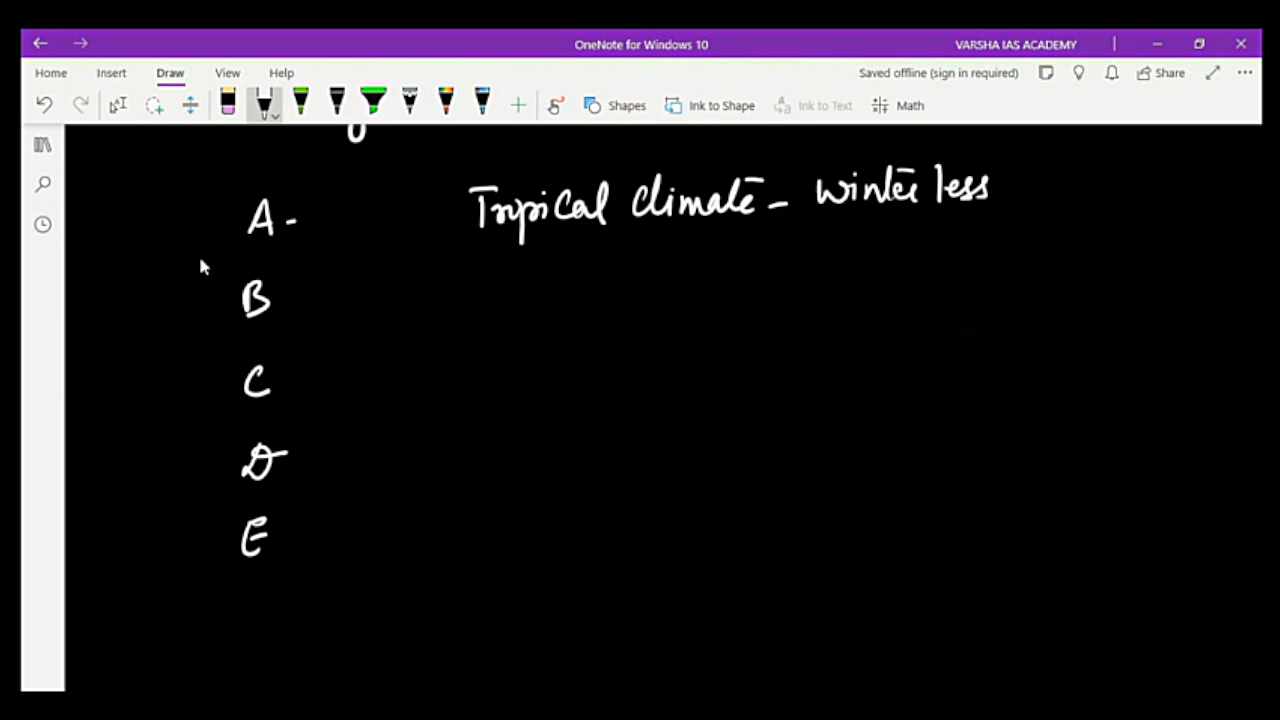 OneNote for Windows 10
VARSHA IAS ACADEMY
Home Insert Draw View Help
Saved offline (sign in required)
Share
Shapes
Ink to Shape
Ink to Text
Math
A - Tropical climate - winter less
B
C
D
E